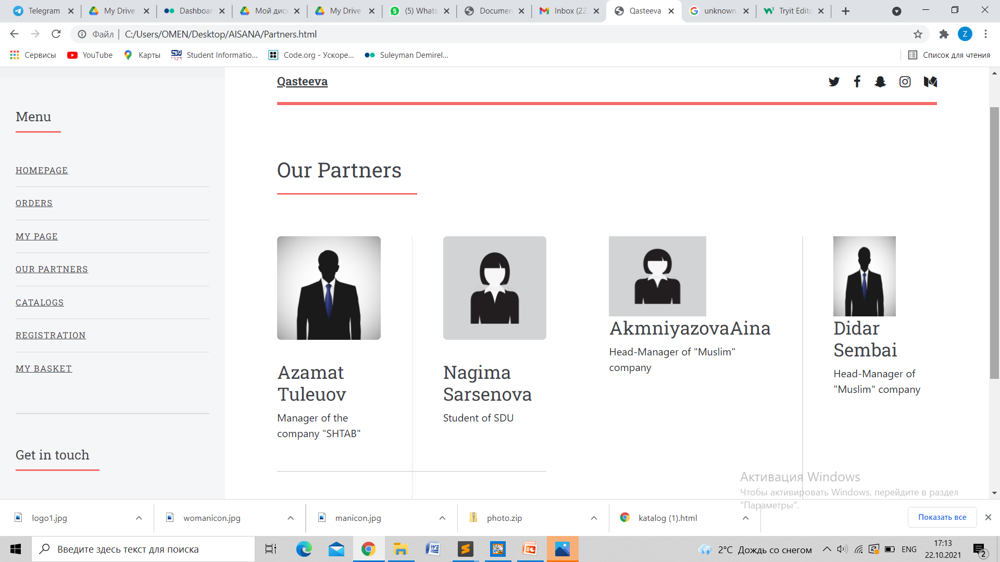 Telegram
My Drive
Dashboar
Мой диск
My Drive
(5) Whats
Documen
Inbox (22
Qasteeva
unknown
Tryit Edito
Файл
C:/Users/OMEN/Desktop/AISANA/Partners.html
Z
Сервисы
YouTube
Карты
Student Informatio...
Code.org - Ускоре...
Suleyman Demirel...
Список для чтения
Qasteeva
Menu
HOMEPAGE
ORDERS
MY PAGE
OUR PARTNERS
CATALOGS
REGISTRATION
MY BASKET
Get in touch
Our Partners
Azamat
Tuleuov
Manager of the
company "SHTAB"
Nagima
Sarsenova
Student of SDU
AkmniyazovaAina
Head-Manager of "Muslim"
company
Didar
Sembai
Head-Manager of
"Muslim" company
Активация Windows
Чтобы активировать Windows, перейдите в раздел
"Параметры".
logo1.jpg
womanicon.jpg
manicon.jpg
photo.zip
katalog (1).html
Показать все
Введите здесь текст для поиска
2°C Дождь со снегом
ENG
17:13
22.10.2021
2